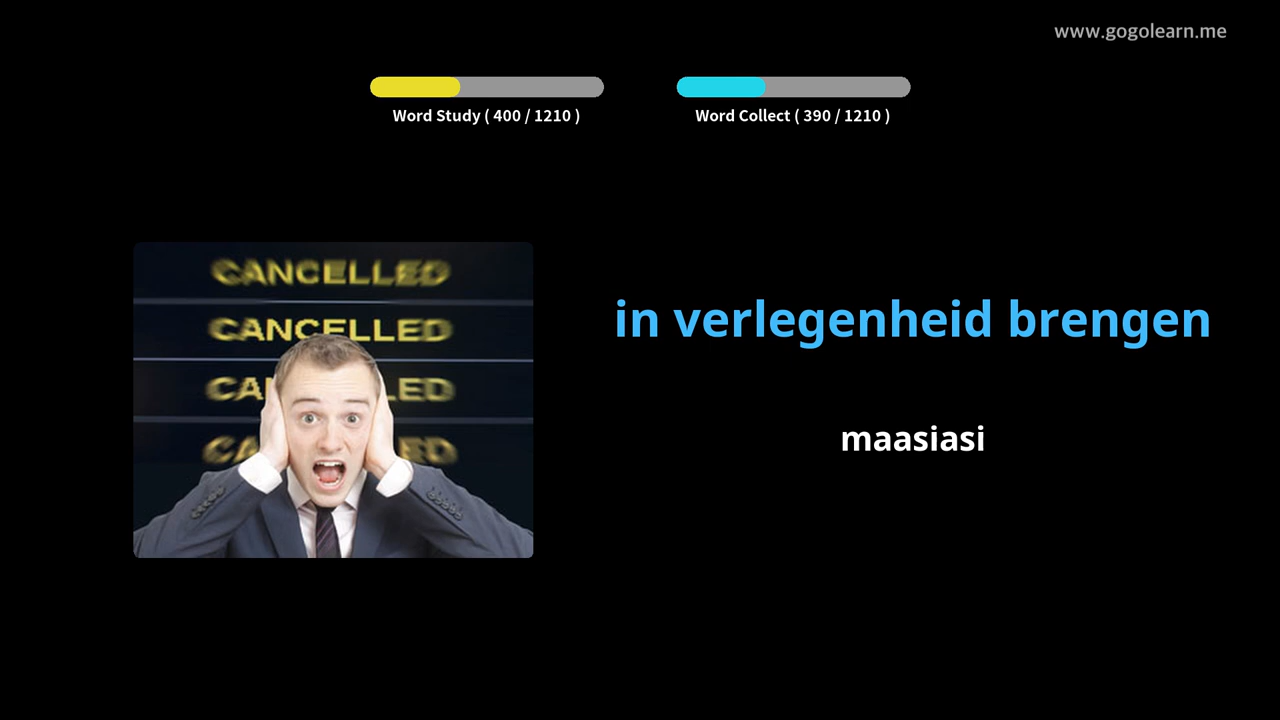 www.gogolearn.me
Word Study ( 400 / 1210 )
Word Collect ( 390 / 1210 )
CANCELLED
CANCELLED
in verlegenheid brengen
maasiasi